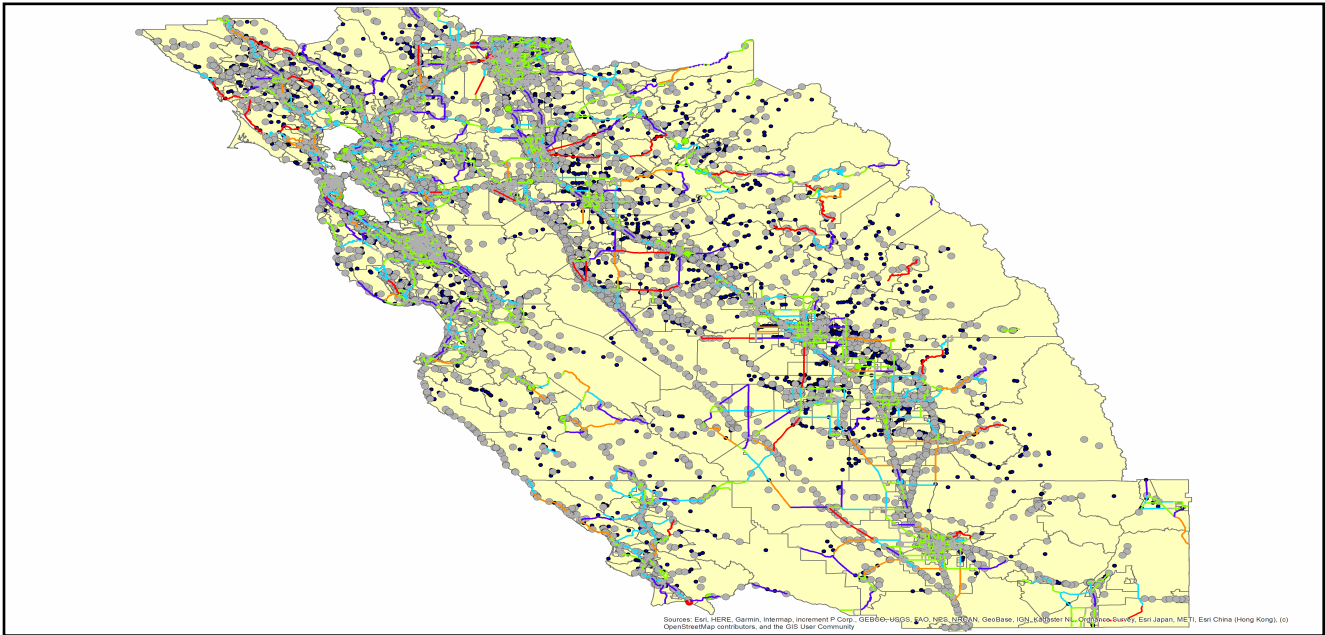 Sources: Esri, HERE, Garmin, Intermap, increment P Corp., GEBCO, USGS, FAO, NPS, NRCAN, GeoBase, IGN, Kadaster NL, Ordnance Survey, Esri Japan, METI, Esri China (Hong Kong), (c)
OpenStreetMap contributors, and the GIS User Community